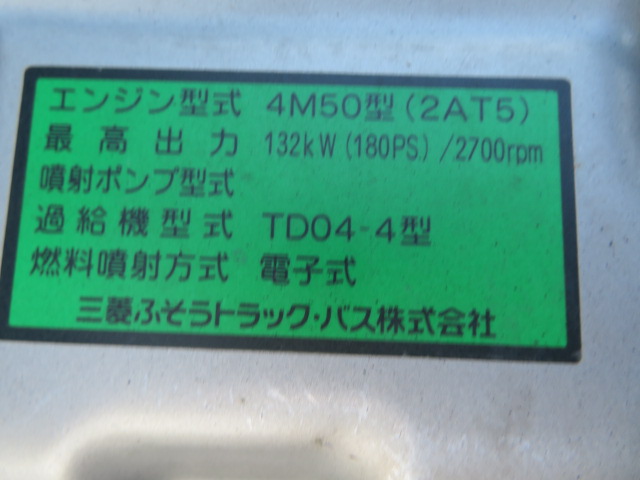 エンジン型式 4M50型(2AT5)
最高出力 132kW(180PS)/2700rpm
噴射ポンプ型式
過給機型式 TD04-4型
燃料噴射方式 電子式
三菱ふそうトラック・バス株式会社